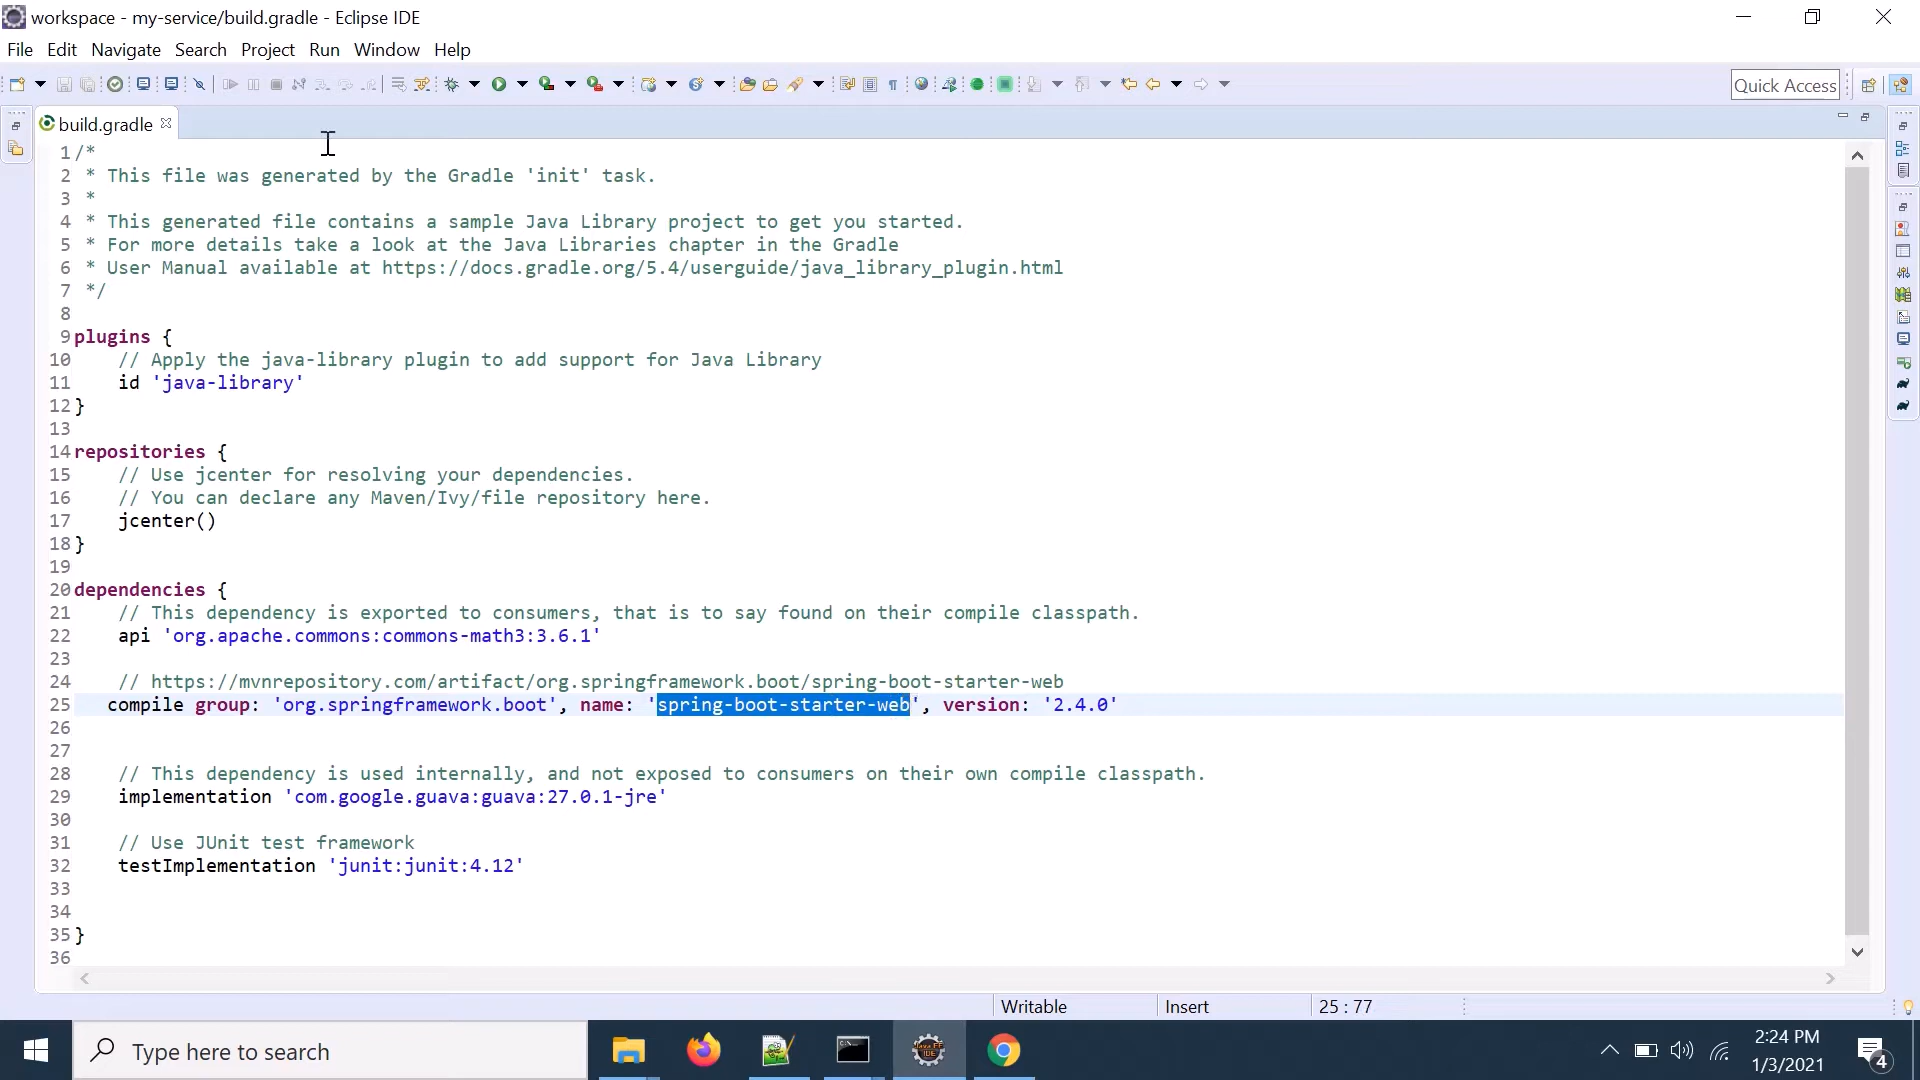 workspace - my-service/build.gradle - Eclipse IDE
File Edit Navigate Search Project Run Window Help
Quick Access
build.gradle
1 /*
2 * This file was generated by the Gradle 'init' task.
3 *
4 * This generated file contains a sample Java Library project to get you started.
5 * For more details take a look at the Java Libraries chapter in the Gradle
6 * User Manual available at https://docs.gradle.org/5.4/userguide/java_library_plugin.html
7 */
8
9 plugins {
10 // Apply the java-library plugin to add support for Java Library
11 id 'java-library'
12 }
13
14 repositories {
15 // Use jcenter for resolving your dependencies.
16 // You can declare any Maven/Ivy/file repository here.
17 jcenter()
18 }
19
20 dependencies {
21 // This dependency is exported to consumers, that is to say found on their compile classpath.
22 api 'org.apache.commons:commons-math3:3.6.1'
23
24 // https://mvnrepository.com/artifact/org.springframework.boot/spring-boot-starter-web
25 compile group: 'org.springframework.boot', name: 'spring-boot-starter-web', version: '2.4.0'
26
27
28 // This dependency is used internally, and not exposed to consumers on their own compile classpath.
29 implementation 'com.google.guava:guava:27.0.1-jre'
30
31 // Use JUnit test framework
32 testImplementation 'junit:junit:4.12'
33
34
35 }
36
Writable Insert 25 : 77
Type here to search
Java EE
IDE
2:24 PM
1/3/2021
4